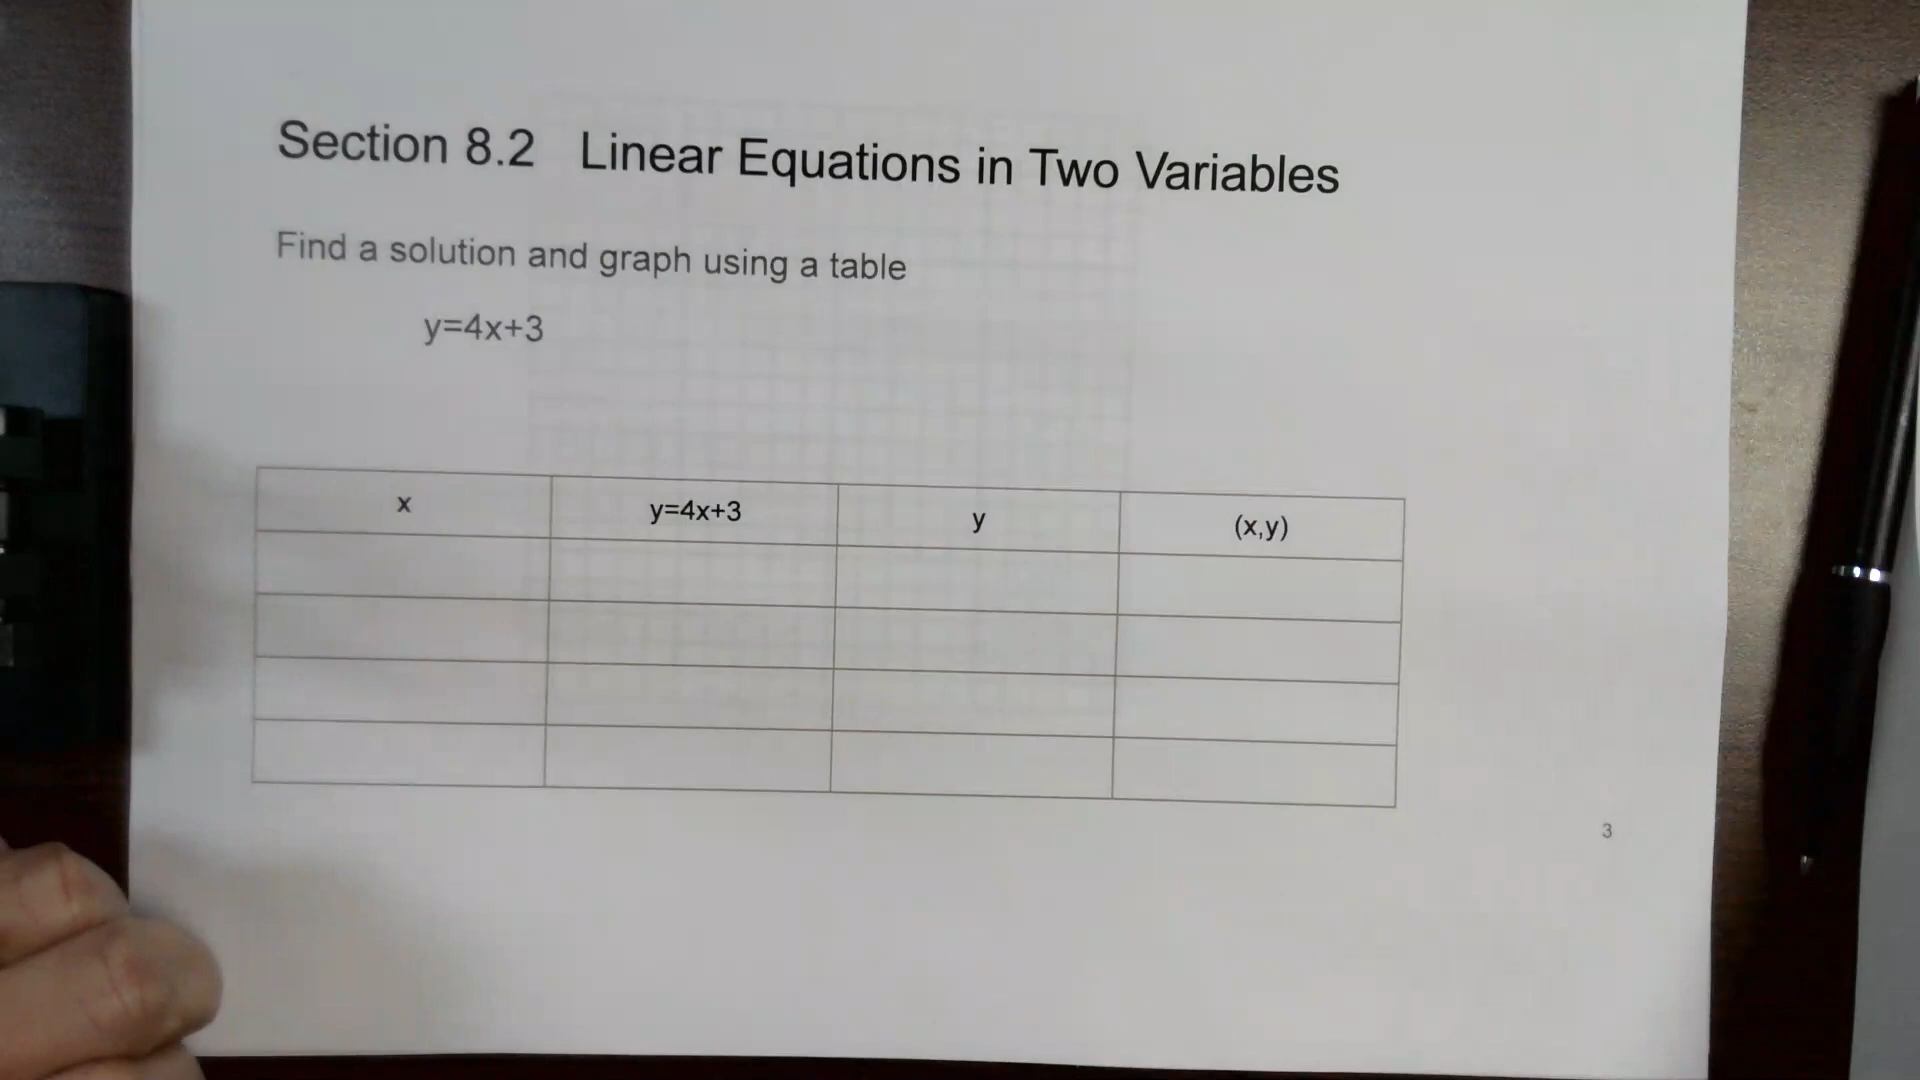 Section 8.2 Linear Equations in Two Variables
Find a solution and graph using a table
y=4x+3
x y=4x+3 y (x,y)
3